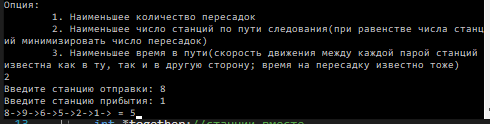 Опция:
1. Наименьшее количество пересадок
2. Наименьшее число станций по пути следования(при равенстве числа станц
ий минимизировать число пересадок)
3. Наименьшее время в пути(скорость движения между каждой парой станций
известна как в ту, так и в другую сторону; время на пересадку известно тоже)
2
Введите станцию отправки: 8
Введите станцию прибытия: 1
8->9->6->5->2->1-> = 5
int *together;//станции вместе